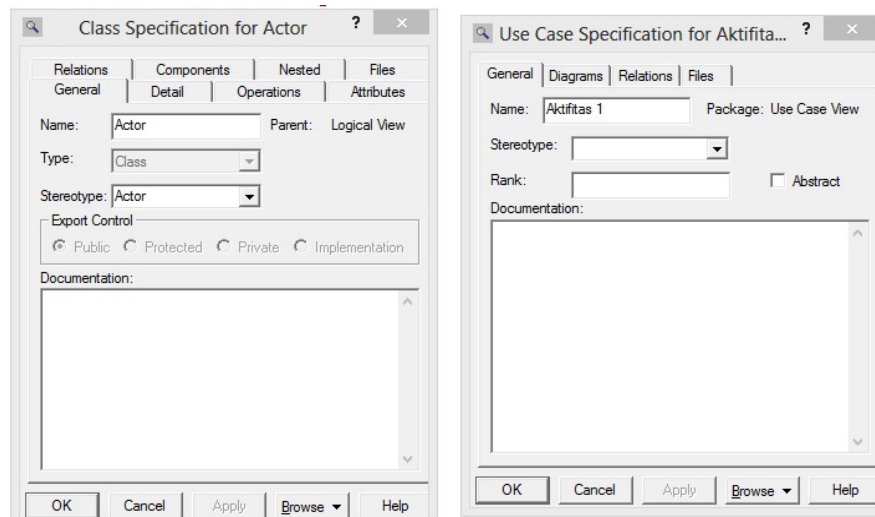 Class Specification for Actor ?
Relations Components Nested Files
General Detail Operations Attributes
Name: Actor Parent: Logical View
Type: Class
Stereotype: Actor
Export Control
Public Protected Private Implementation
Documentation:
OK Cancel Apply Browse Help
Use Case Specification for Aktifita... ?
General Diagrams Relations Files
Name: Aktifitas 1 Package: Use Case View
Stereotype:
Rank: Abstract
Documentation:
OK Cancel Apply Browse Help